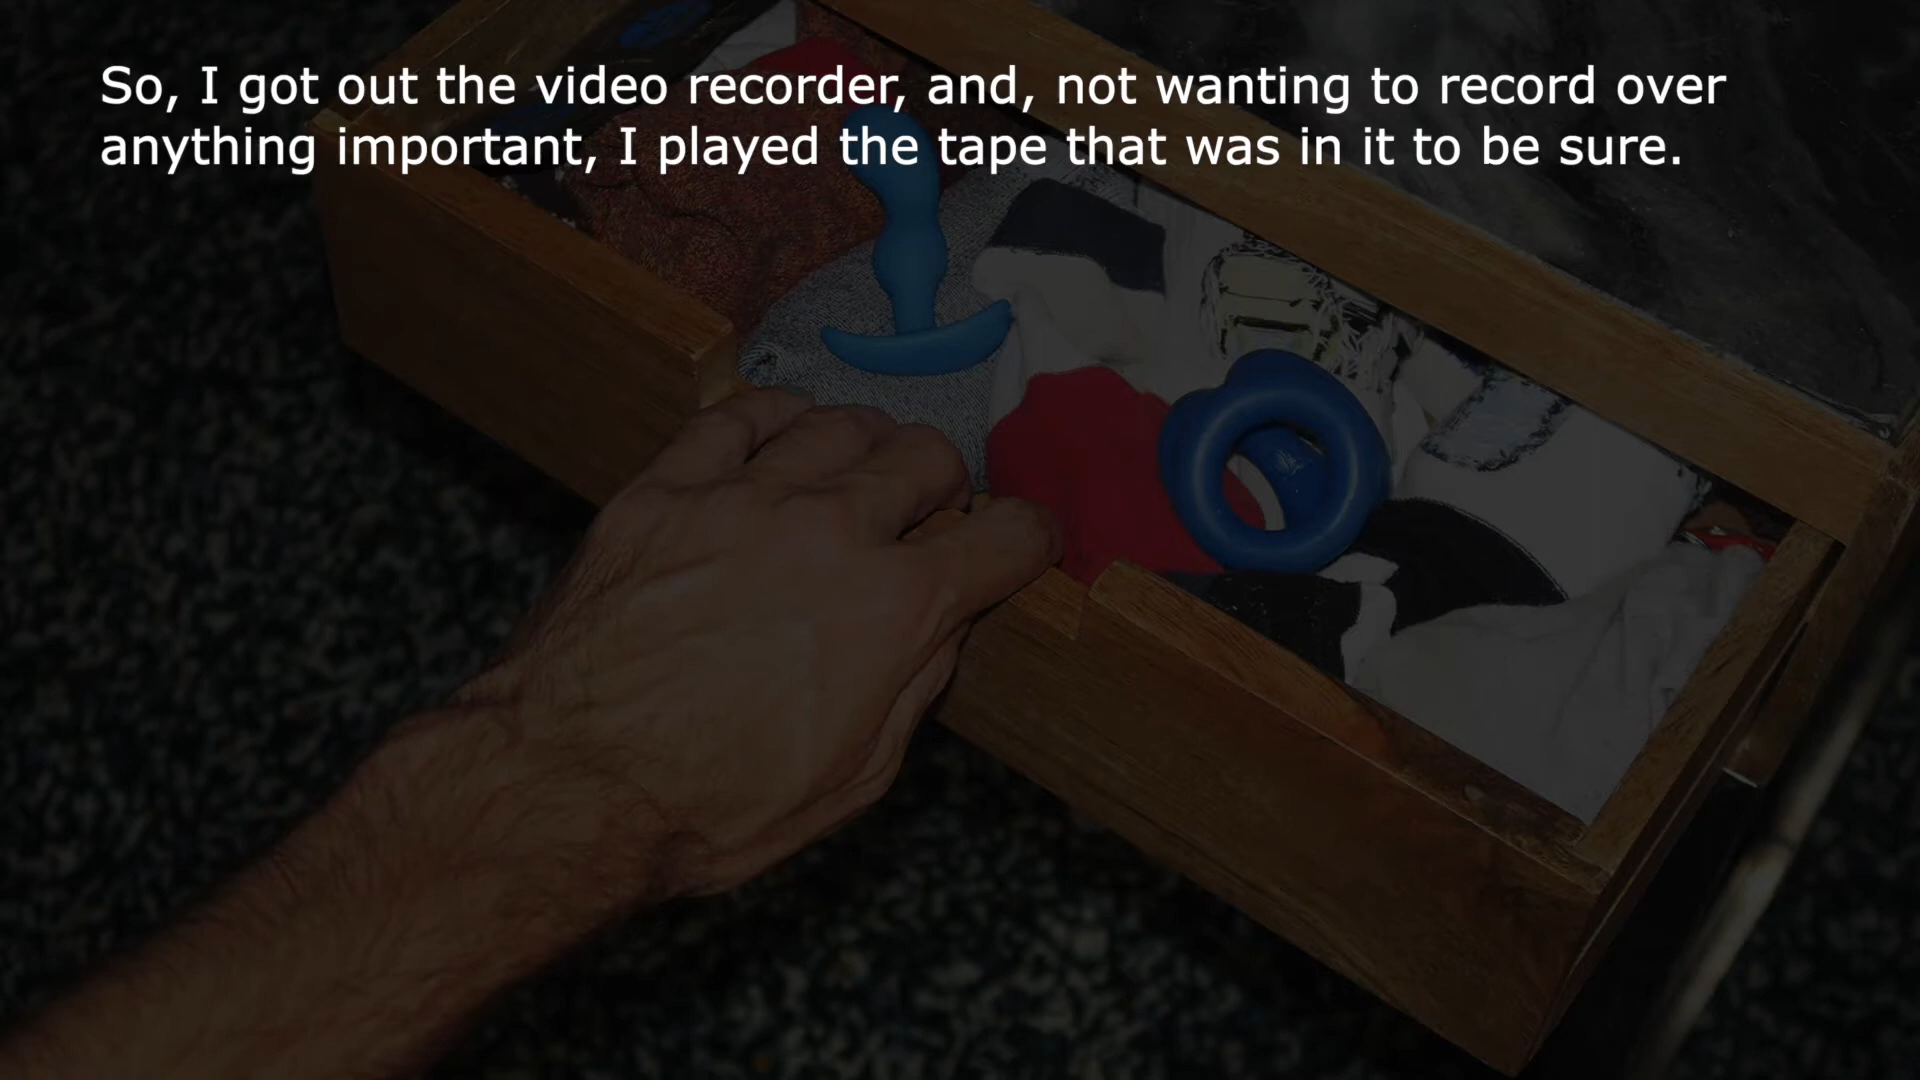 So, I got out the video recorder, and, not wanting to record over
anything important, I played the tape that was in it to be sure.